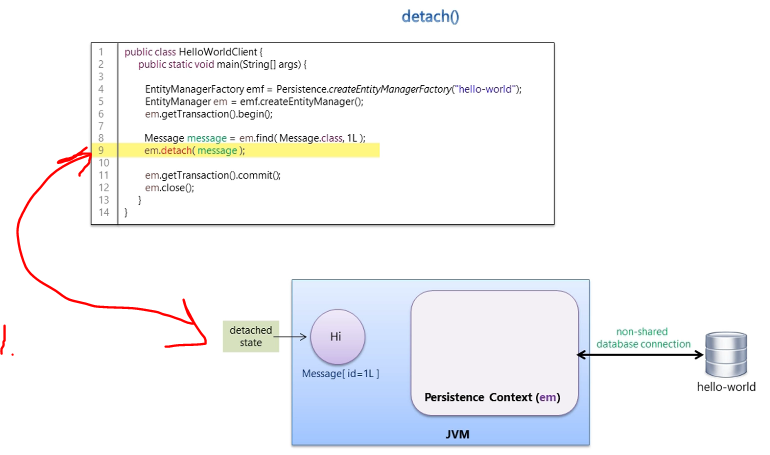 detach()
1 public class HelloWorldClient {
2 public static void main(String[] args) {
3
4 EntityManagerFactory emf = Persistence.createEntityManagerFactory("hello-world");
5 EntityManager em = emf.createEntityManager();
6 em.getTransaction().begin();
7
8 Message message = em.find( Message.class, 1L );
9 em.detach( message );
10
11 em.getTransaction().commit();
12 em.close();
13 }
14 }
1.
detached
state
Hi
Message[ id=1L ]
Persistence Context (em)
JVM
non-shared
database connection
hello-world